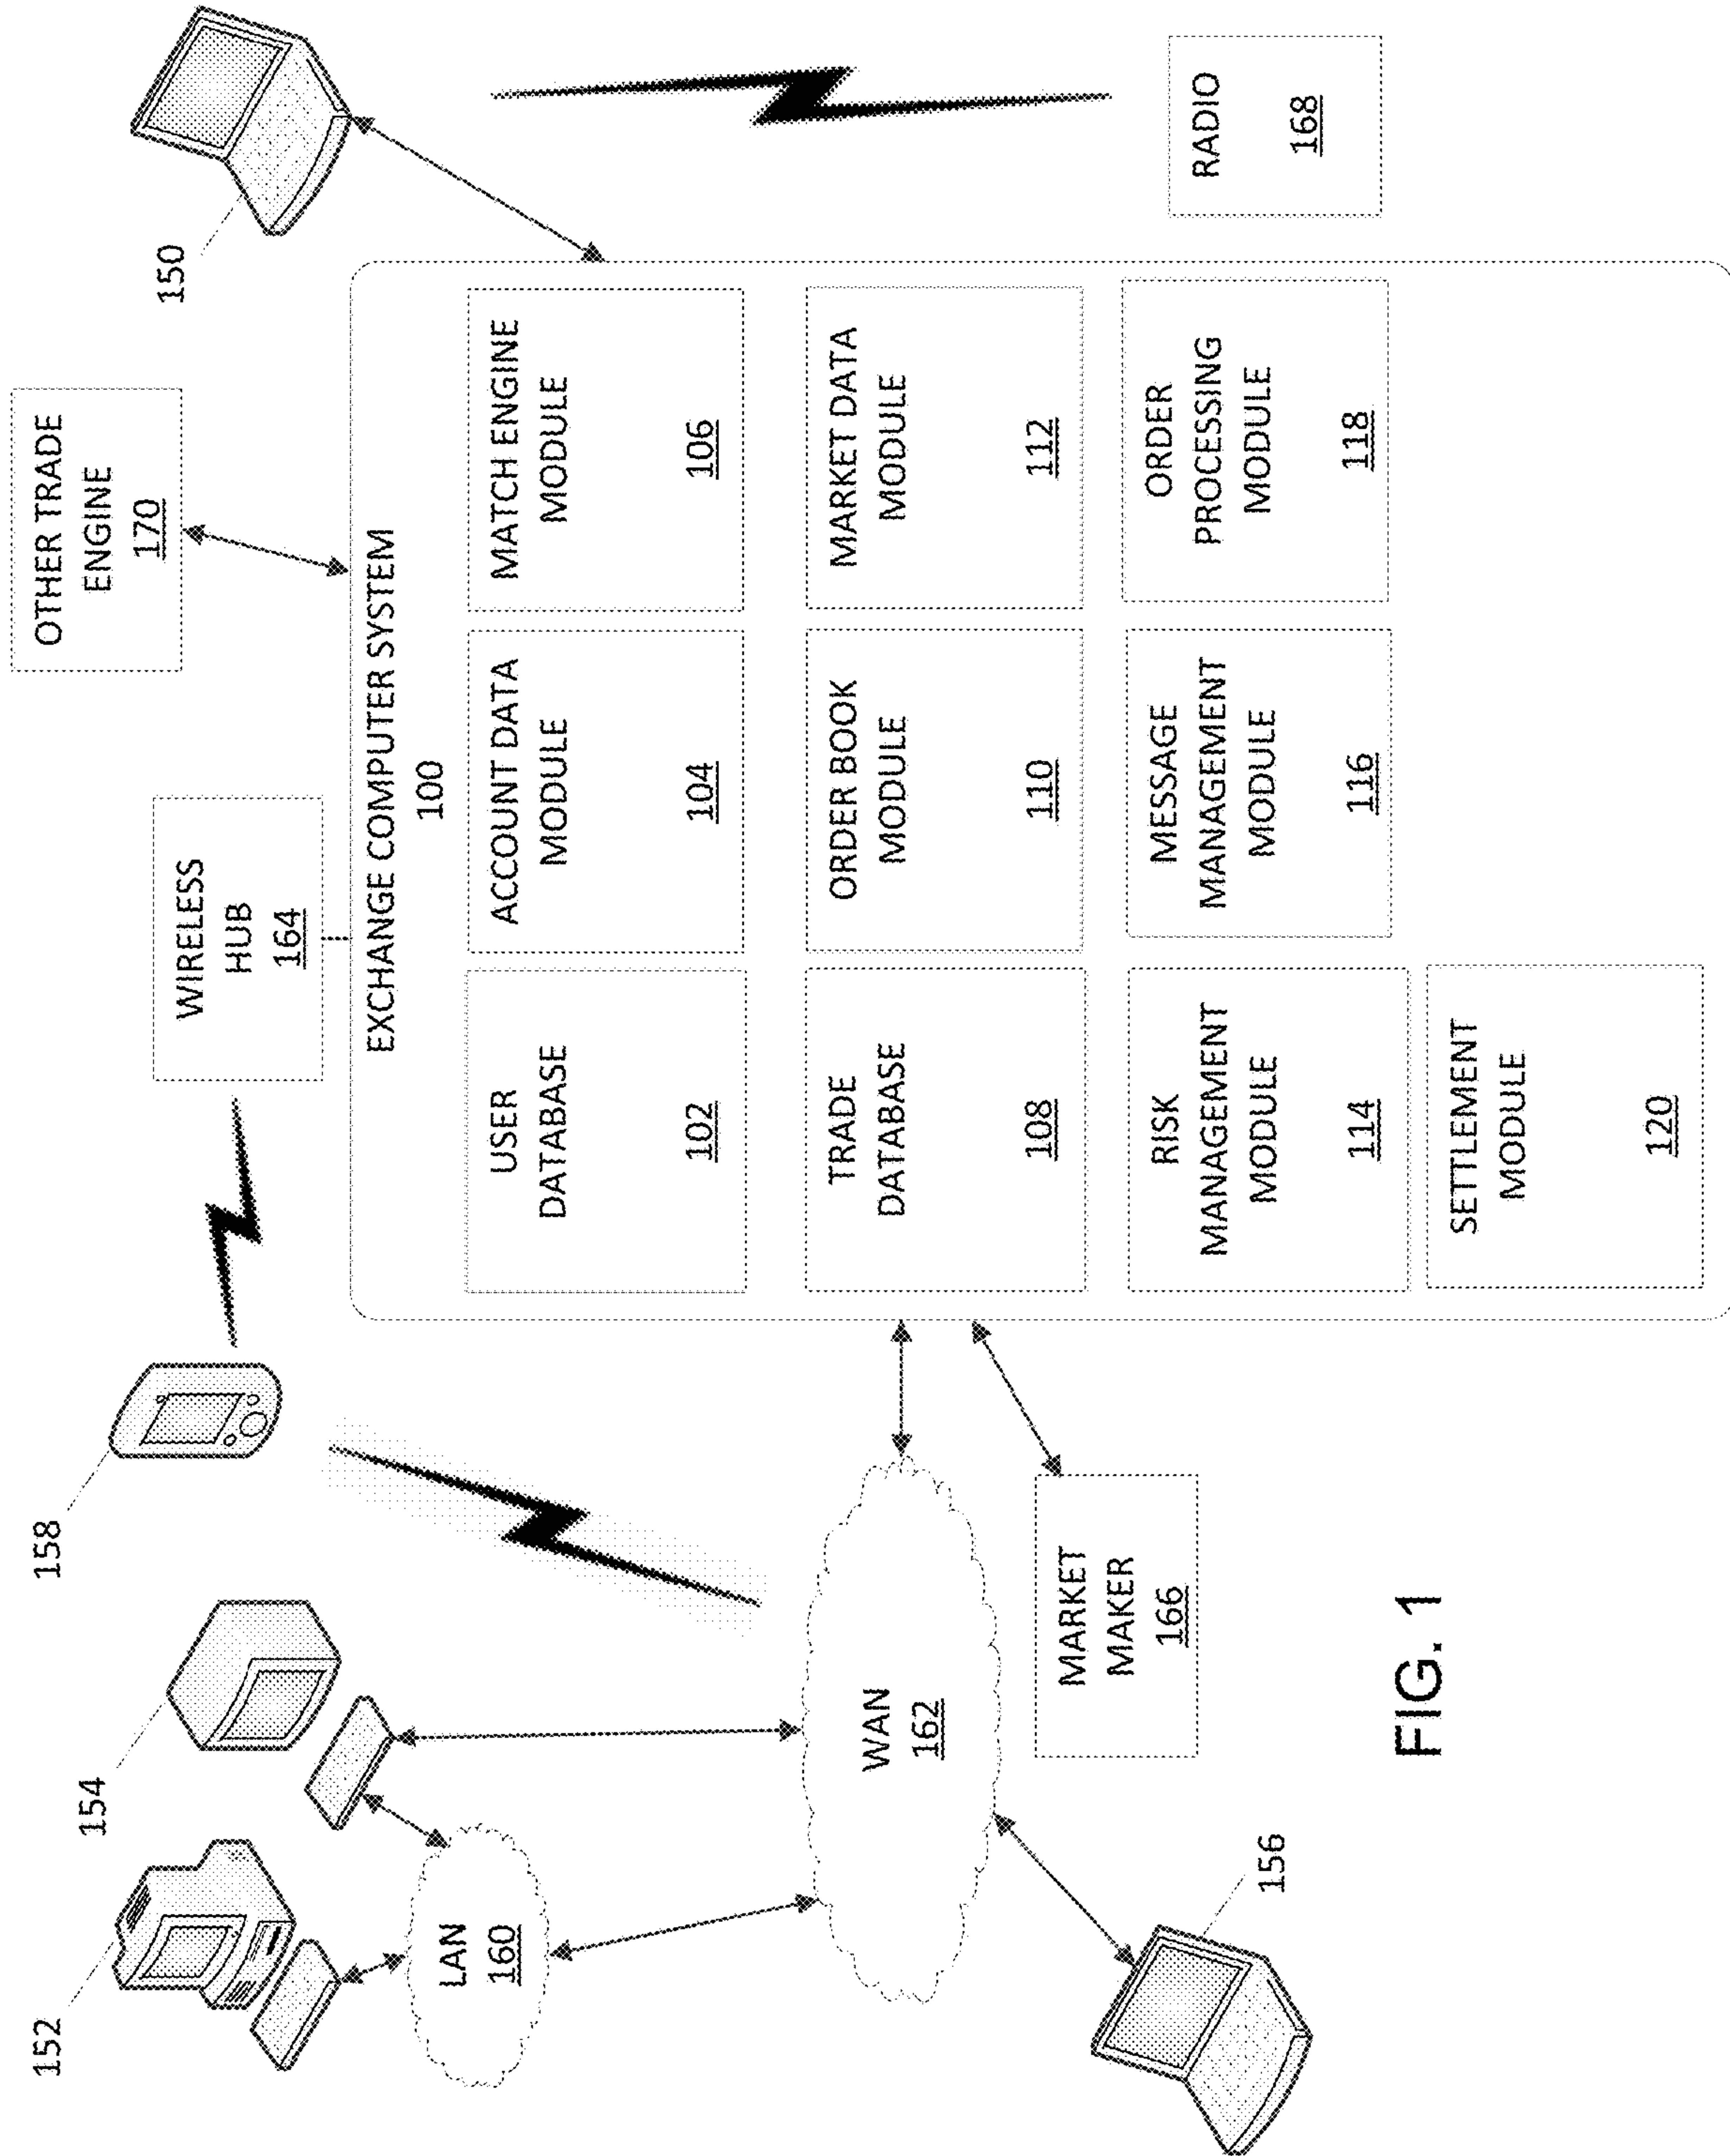 152
154
158
WIRELESS
HUB
164
OTHER TRADE
ENGINE
170
150
LAN
160
WAN
162
EXCHANGE COMPUTER SYSTEM
100
USER
DATABASE
102
ACCOUNT DATA
MODULE
104
MATCH ENGINE
MODULE
106
TRADE
DATABASE
108
ORDER BOOK
MODULE
110
MARKET DATA
MODULE
112
RISK
MANAGEMENT
MODULE
114
MESSAGE
MANAGEMENT
MODULE
116
ORDER
PROCESSING
MODULE
118
SETTLEMENT
MODULE
120
MARKET
MAKER
166
156
RADIO
168
FIG. 1